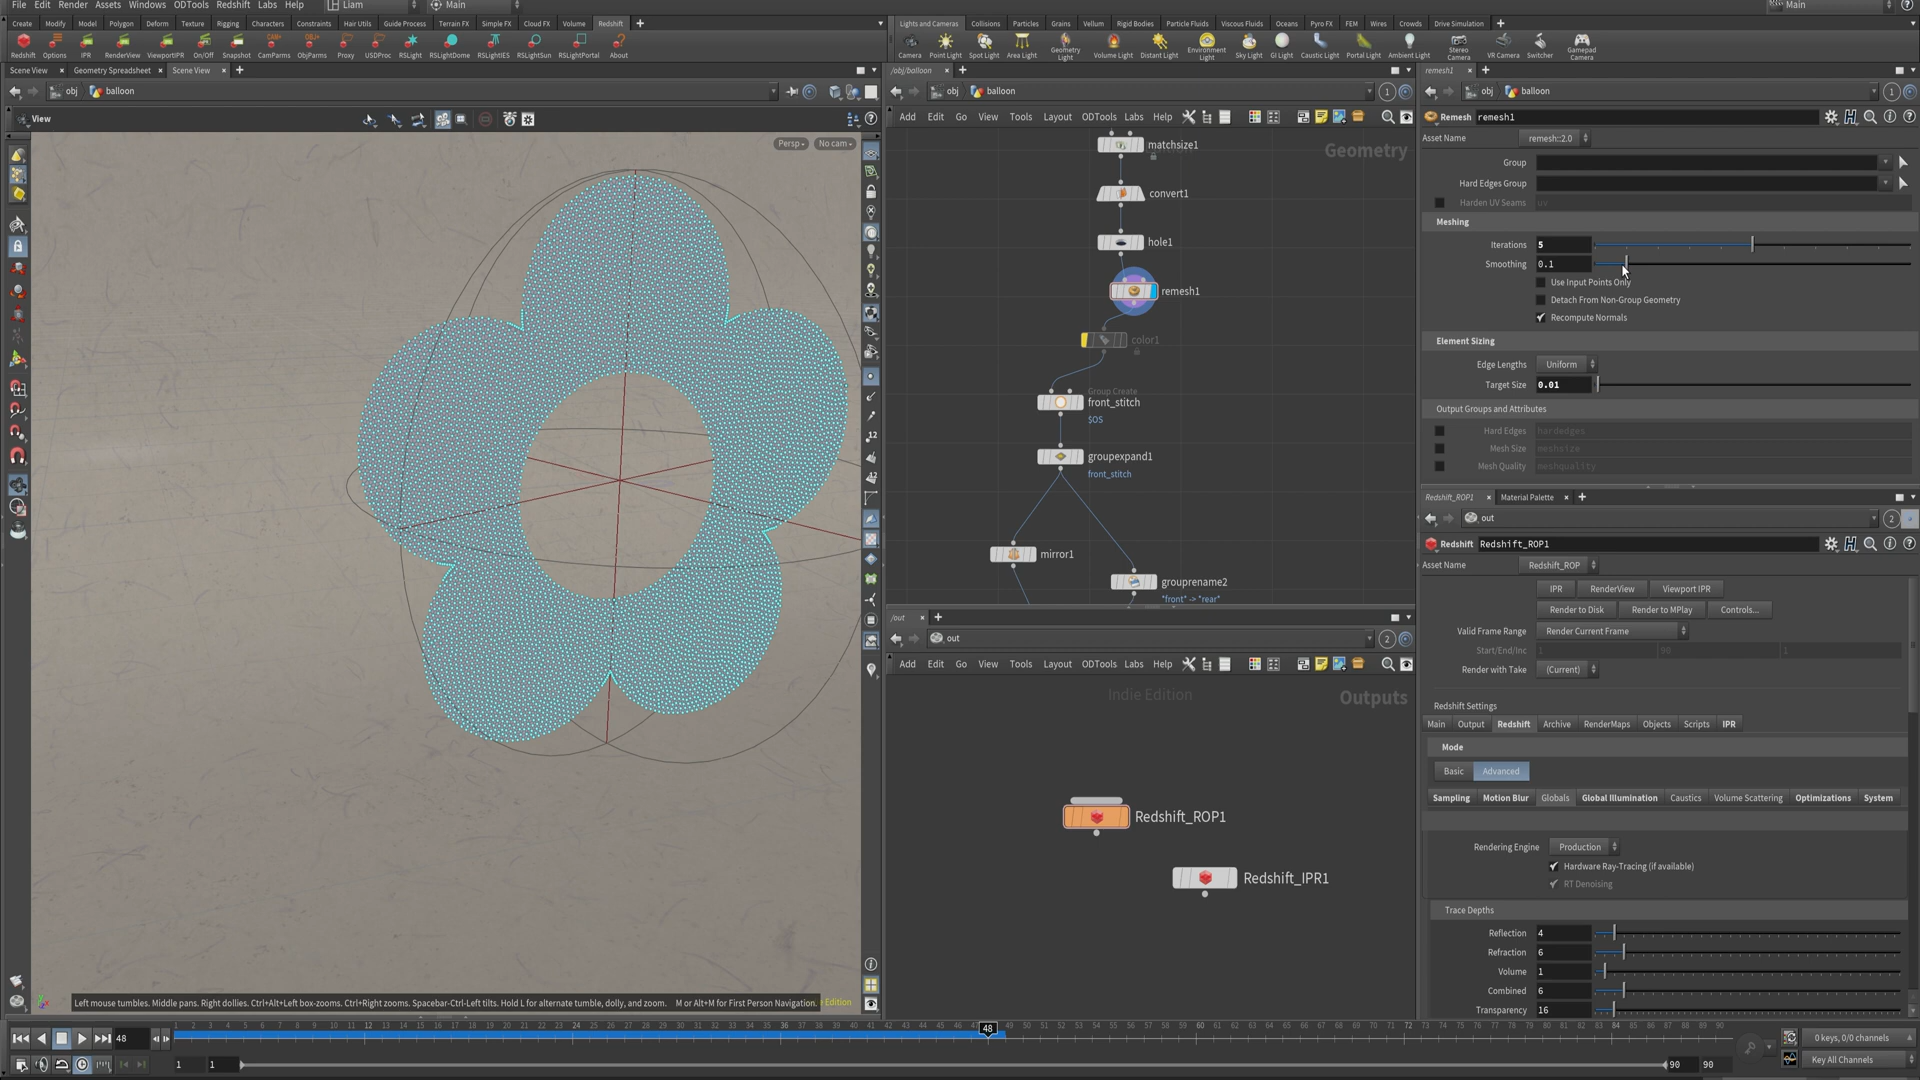 File Edit Render Assets Windows ODTools Redshift Labs Help Liam Main Main
Create Modify Model Polygon Deform Texture Rigging Characters Constraints Hair Utils Guide Process Terrain FX Simple FX Cloud FX Volume Redshift
Redshift Options IPR RenderView ViewportIPR On/Off Snapshot CamParms ObjParms Proxy USDProc RSLight RSLightDome RSLightIES RSLightSun RSLightPortal About
Lights and Cameras Collisions Particles Grains Vellum Rigid Bodies Particle Fluids Viscous Fluids Oceans Pyro FX FEM Wires Crowds Drive Simulation
Camera Point Light Spot Light Area Light Geometry Light Volume Light Distant Light Environment Light Sky Light GI Light Caustic Light Portal Light Ambient Light Stereo Camera VR Camera Switcher Gamepad Camera
Scene View Geometry Spreadsheet Scene View
obj balloon
View
Persp No cam
Left mouse tumbles. Middle pans. Right dollies. Ctrl+Alt+Left box-zooms. Ctrl+Right zooms. Spacebar-Ctrl-Left tilts. Hold L for alternate tumble, dolly, and zoom. M or Alt+M for First Person Navigation. Edition
/obj/balloon
obj balloon 1
Add Edit Go View Tools Layout ODTools Labs Help
Geometry
matchsize1
convert1
hole1
remesh1
color1
Group Create
front_stitch
$OS
groupexpand1
front_stitch
mirror1
grouprename2
"front" -> "rear"
/out
out 2
Add Edit Go View Tools Layout ODTools Labs Help
Indie Edition
Outputs
Redshift_ROP1
Redshift_IPR1
remesh1
obj balloon 1
Remesh remesh1
Asset Name remesh::2.0
Group
Hard Edges Group
Harden UV Seams uv
Meshing
Iterations 5
Smoothing 0.1
Use Input Points Only
Detach From Non-Group Geometry
Recompute Normals
Element Sizing
Edge Lengths Uniform
Target Size 0.01
Output Groups and Attributes
Hard Edges hardedges
Mesh Size meshsize
Mesh Quality meshquality
Redshift_ROP1 Material Palette
out 2
Redshift Redshift_ROP1
Asset Name Redshift_ROP
IPR RenderView Viewport IPR
Render to Disk Render to MPlay Controls...
Valid Frame Range Render Current Frame
Start/End/Inc 1 90 1
Render with Take (Current)
Redshift Settings
Main Output Redshift Archive RenderMaps Objects Scripts IPR
Mode
Basic Advanced
Sampling Motion Blur Globals Global Illumination Caustics Volume Scattering Optimizations System
Rendering Engine Production
Hardware Ray-Tracing (if available)
RT Denoising
Trace Depths
Reflection 4
Refraction 6
Volume 1
Combined 6
Transparency 16
48
1 1 90 90
0 keys, 0/0 channels
Key All Channels